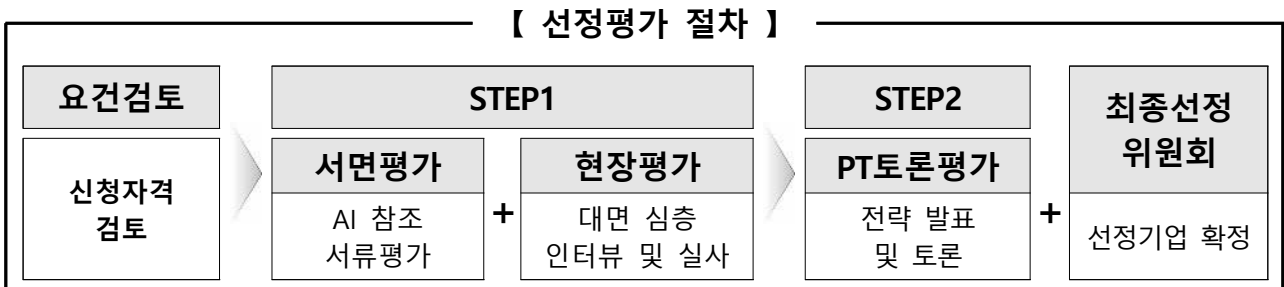 【 선정평가 절차 】
요건검토
신청자격
검토
STEP1
서면평가
AI 참조
서류평가
+
현장평가
대면 심층
인터뷰 및 실사
STEP2
PT토론평가
전략 발표
및 토론
+
최종선정
위원회
선정기업 확정